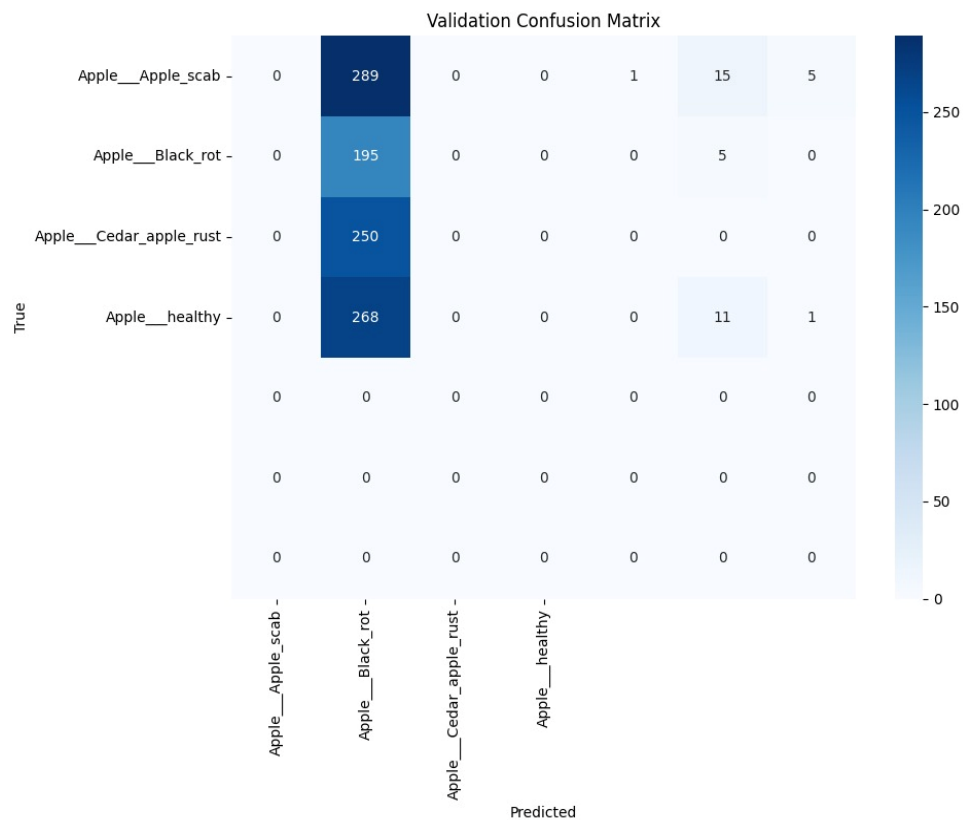 Validation Confusion Matrix
True
Apple___Apple_scab 0 289 0 0 1 15 5
Apple___Black_rot 0 195 0 0 0 5 0
Apple___Cedar_apple_rust 0 250 0 0 0 0 0
Apple___healthy 0 268 0 0 0 11 1
0 0 0 0 0 0 0
0 0 0 0 0 0 0
0 0 0 0 0 0 0
Apple___Apple_scab
Apple___Black_rot
Apple___Cedar_apple_rust
Apple___healthy
Predicted
250
200
150
100
50
0